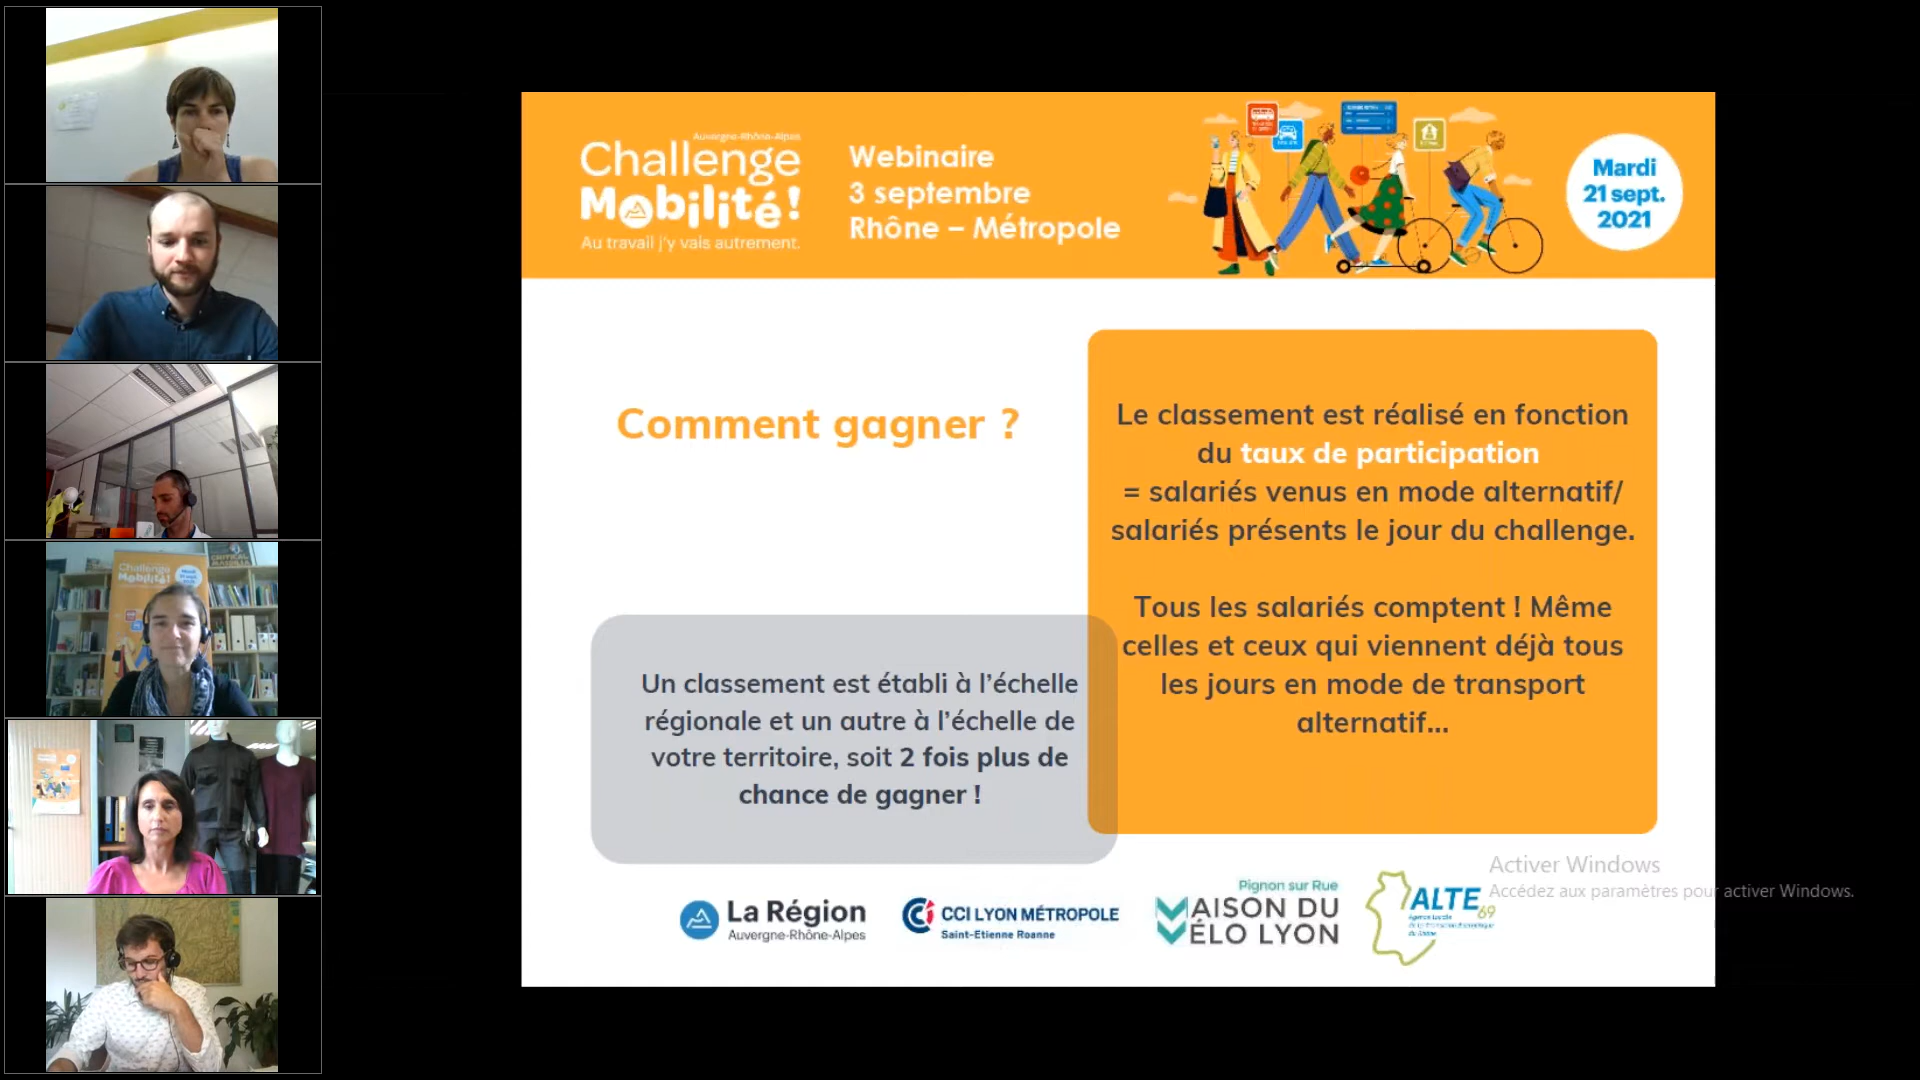 Auvergne-Rhône-Alpes
Challenge
Mobilité !
Au travail j'y vais autrement.
Webinaire
3 septembre
Rhône – Métropole
Mardi
21 sept.
2021
Comment gagner ?
Le classement est réalisé en fonction
du taux de participation
= salariés venus en mode alternatif/
salariés présents le jour du challenge.
Tous les salariés comptent ! Même
celles et ceux qui viennent déjà tous
les jours en mode de transport
alternatif...
Un classement est établi à l'échelle
régionale et un autre à l'échelle de
votre territoire, soit 2 fois plus de
chance de gagner !
Activer Windows
Accédez aux paramètres pour activer Windows.
La Région
Auvergne-Rhône-Alpes
CCI LYON MÉTROPOLE
Saint-Etienne Roanne
Pignon sur Rue
MAISON DU
VÉLO LYON
ALTE
69
Challenge
Mobilité !
CRITICAL